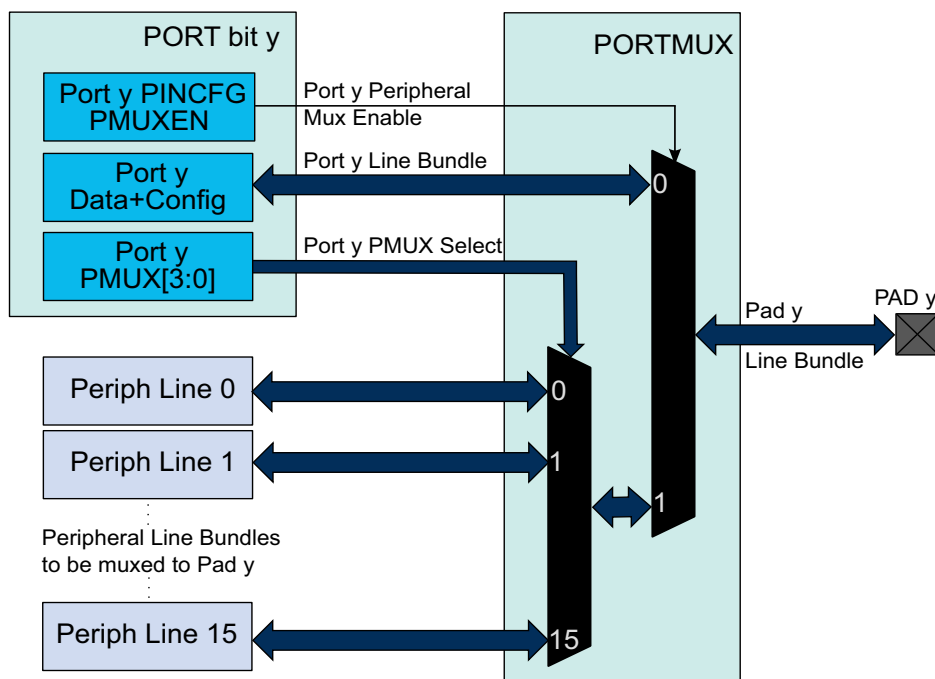 PORT bit y
PORTMUX
Port y PINCFG
PMUXEN
Port y Peripheral
Mux Enable
Port y
Data+Config
Port y Line Bundle
0
Port y
PMUX[3:0]
Port y PMUX Select
Pad y
Line Bundle
PAD y
Periph Line 0
0
Periph Line 1
1
1
Peripheral Line Bundles
to be muxed to Pad y
Periph Line 15
15